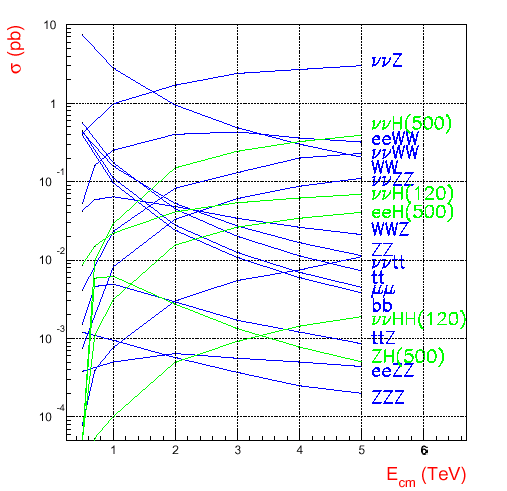 σ (pb)
10
1
10 -1
10 -2
10 -3
10 -4
ννZ
ννH(500)
eeWW
ννWW
WW
ννZZ
ννH(120)
eeH(500)
WWZ
ZZ
ννtt
tt
μμ
bb
ννHH(120)
ttZ
ZH(500)
eeZZ
ZZZ
1 2 3 4 5 6
Ecm (TeV)